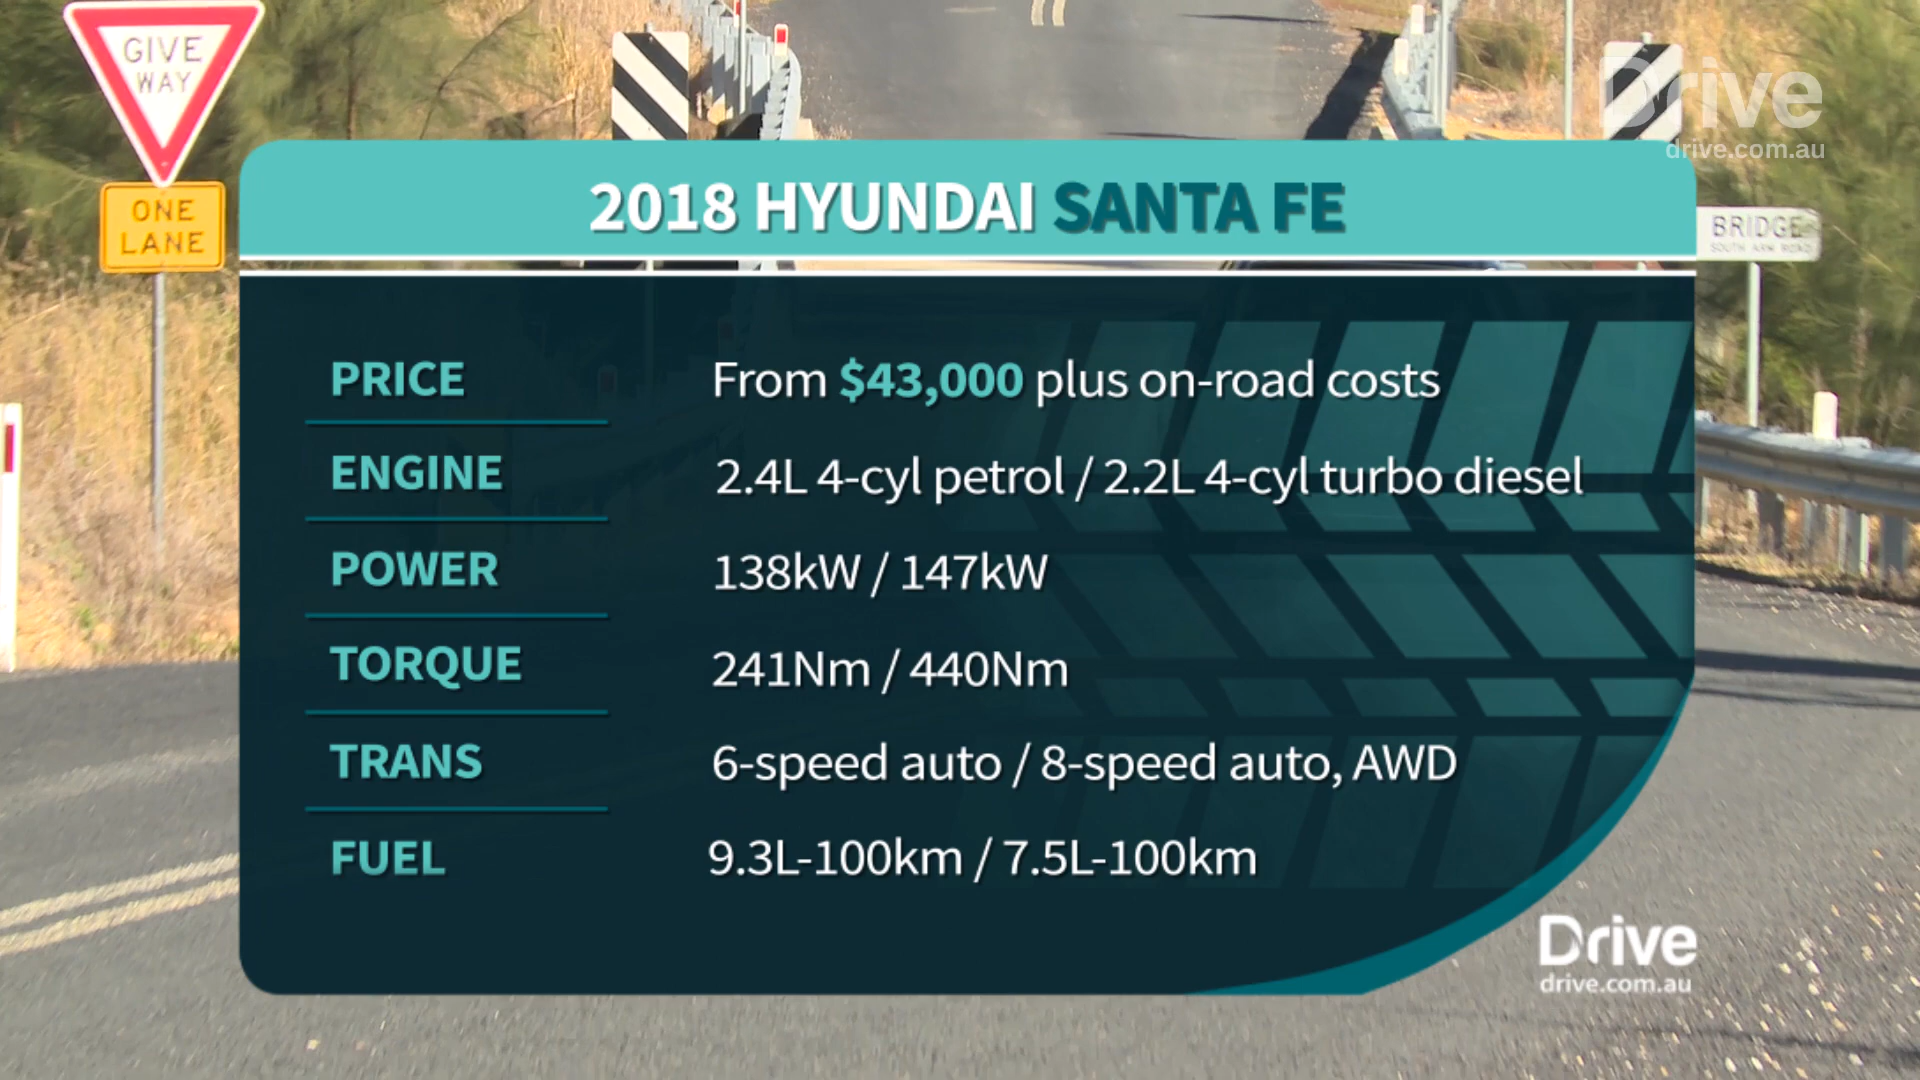 GIVE
WAY
ONE
LANE
Drive
drive.com.au
BRIDGE
SOUTH ARM ROAD
2018 HYUNDAI SANTA FE
PRICE From $43,000 plus on-road costs
ENGINE 2.4L 4-cyl petrol / 2.2L 4-cyl turbo diesel
POWER 138kW / 147kW
TORQUE 241Nm / 440Nm
TRANS 6-speed auto / 8-speed auto, AWD
FUEL 9.3L-100km / 7.5L-100km
Drive
drive.com.au